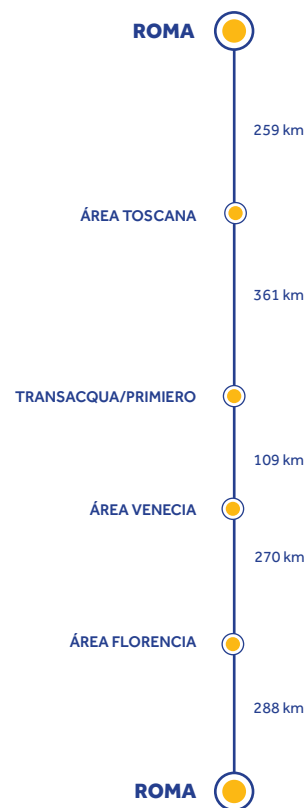 ROMA
259 km
ÁREA TOSCANA
361 km
TRANSACQUA/PRIMIERO
109 km
ÁREA VENECIA
270 km
ÁREA FLORENCIA
288 km
ROMA